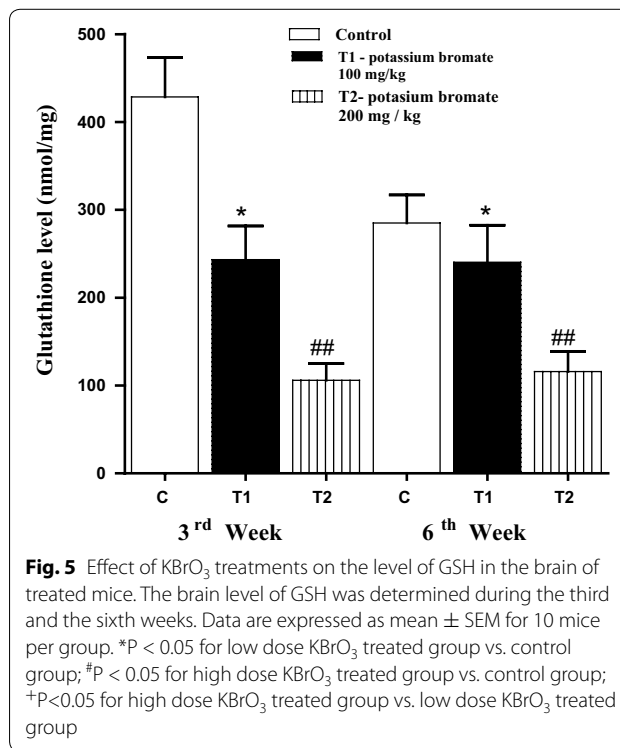 Control
T1 - potassium bromate
100 mg/kg
T2- potasium bromate
200 mg / kg
Glutathione level (nmol/mg)
500
400
300
200
100
0
*
##
*
##
C T1 T2 C T1 T2
3 rd Week 6 th Week
Fig. 5 Effect of KBrO₃ treatments on the level of GSH in the brain of
treated mice. The brain level of GSH was determined during the third
and the sixth weeks. Data are expressed as mean ± SEM for 10 mice
per group. *P < 0.05 for low dose KBrO₃ treated group vs. control
group; #P < 0.05 for high dose KBrO₃ treated group vs. control group;
+P<0.05 for high dose KBrO₃ treated group vs. low dose KBrO₃ treated
group